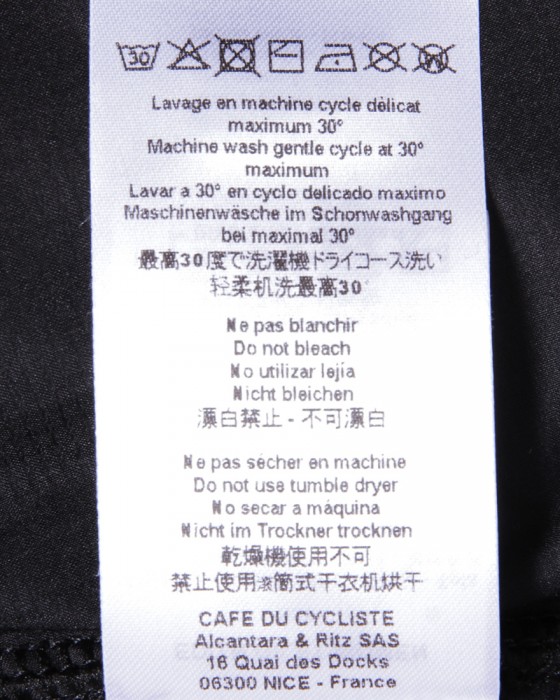 30
Lavage en machine cycle délicat
maximum 30°
Machine wash gentle cycle at 30°
maximum
Lavar a 30° en cyclo delicado maximo
Maschinenwäsche im Schonwashgang
bei maximal 30°
最高30度で洗濯機ドライコース洗い
轻柔机洗最高30
Ne pas blanchir
Do not bleach
No utilizar lejía
Nicht bleichen
漂白禁止 - 不可漂白
Ne pas sécher en machine
Do not use tumble dryer
No secar a máquina
Nicht im Trockner trocknen
乾燥機使用不可
禁止使用滚筒式干衣机烘干
CAFE DU CYCLISTE
Alcantara & Ritz SAS
16 Quai des Docks
06300 NICE - France